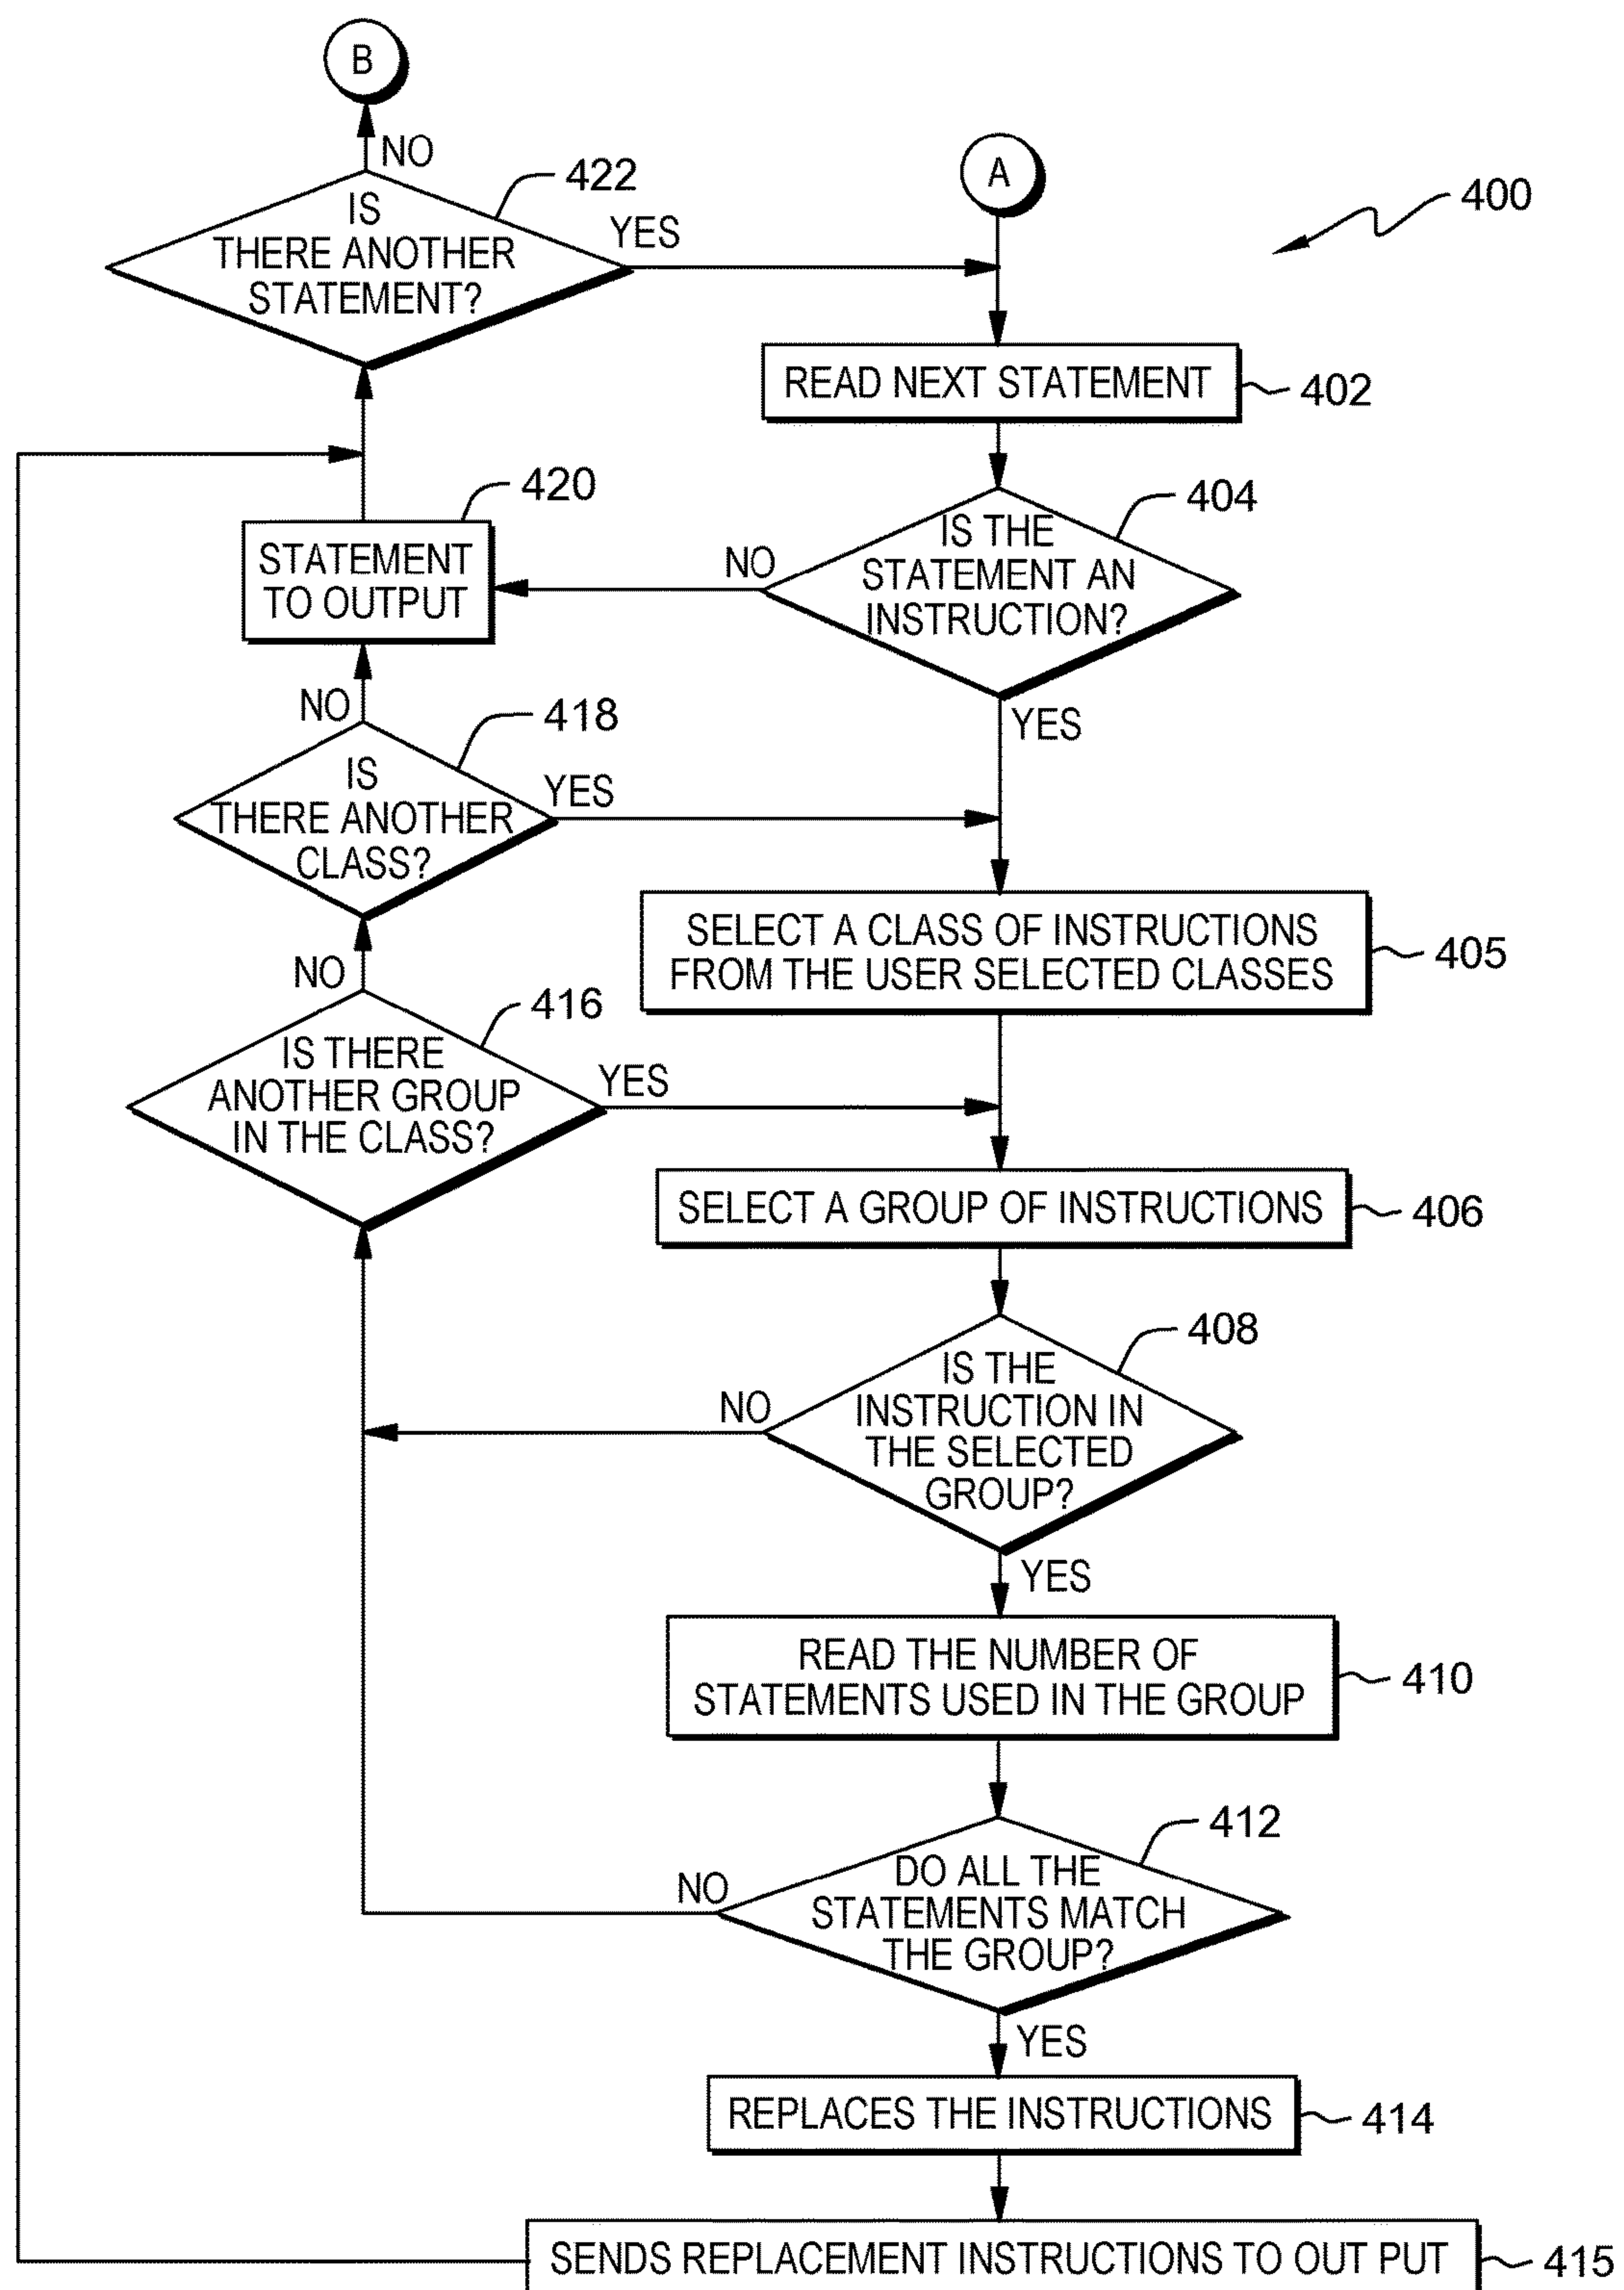 B
NO
422
IS
THERE ANOTHER
STATEMENT?
YES
A
400
READ NEXT STATEMENT
402
420
STATEMENT
TO OUTPUT
NO
404
IS THE
STATEMENT AN
INSTRUCTION?
YES
NO
418
IS
THERE ANOTHER
CLASS?
YES
SELECT A CLASS OF INSTRUCTIONS
FROM THE USER SELECTED CLASSES
405
NO
416
IS THERE
ANOTHER GROUP
IN THE CLASS?
YES
SELECT A GROUP OF INSTRUCTIONS
406
408
IS THE
INSTRUCTION IN
THE SELECTED
GROUP?
NO
YES
READ THE NUMBER OF
STATEMENTS USED IN THE GROUP
410
412
DO ALL THE
STATEMENTS MATCH
THE GROUP?
NO
YES
REPLACES THE INSTRUCTIONS
414
SENDS REPLACEMENT INSTRUCTIONS TO OUT PUT
415